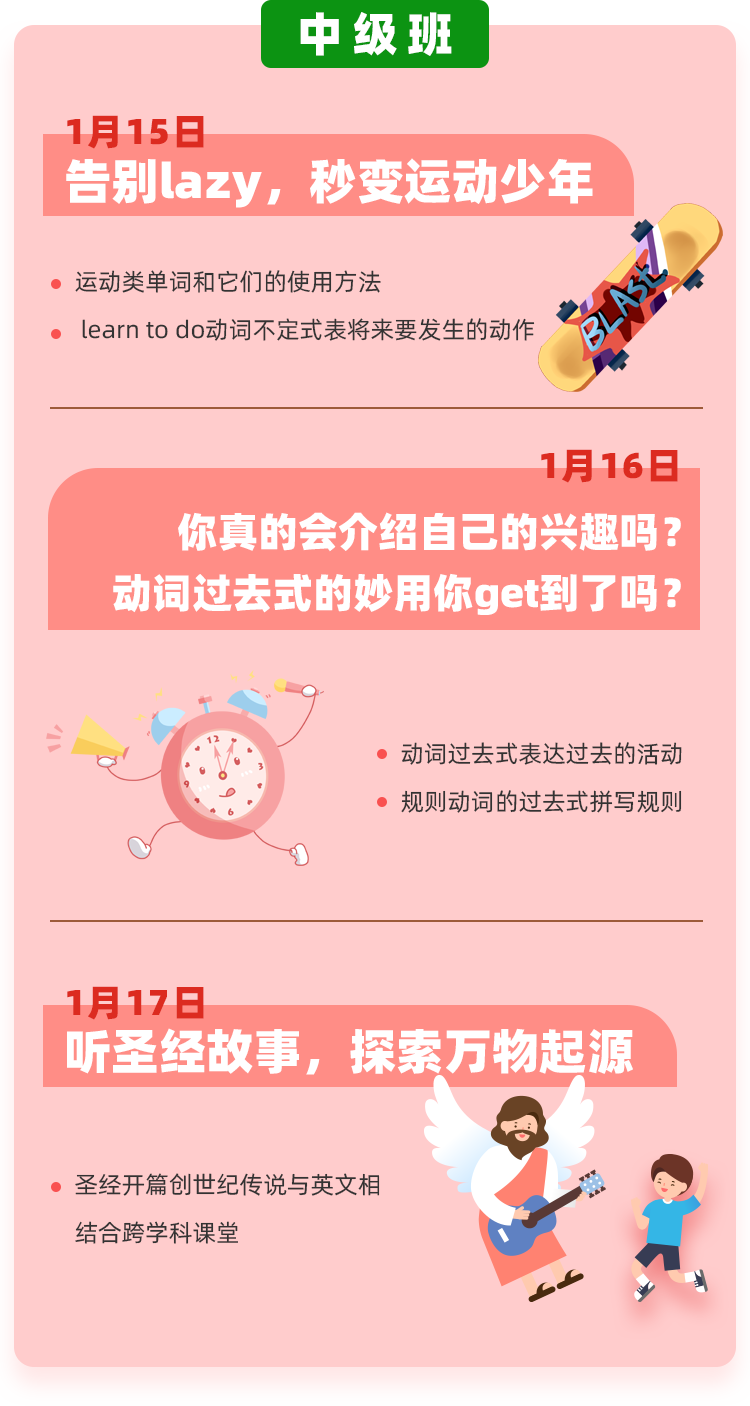 中级班
1月15日
告别lazy，秒变运动少年
运动类单词和它们的使用方法
learn to do动词不定式表将来要发生的动作
BLAST
1月16日
你真的会介绍自己的兴趣吗？
动词过去式的妙用你get到了吗？
12
3
9
6
动词过去式表达过去的活动
规则动词的过去式拼写规则
1月17日
听圣经故事，探索万物起源
圣经开篇创世纪传说与英文相
结合跨学科课堂